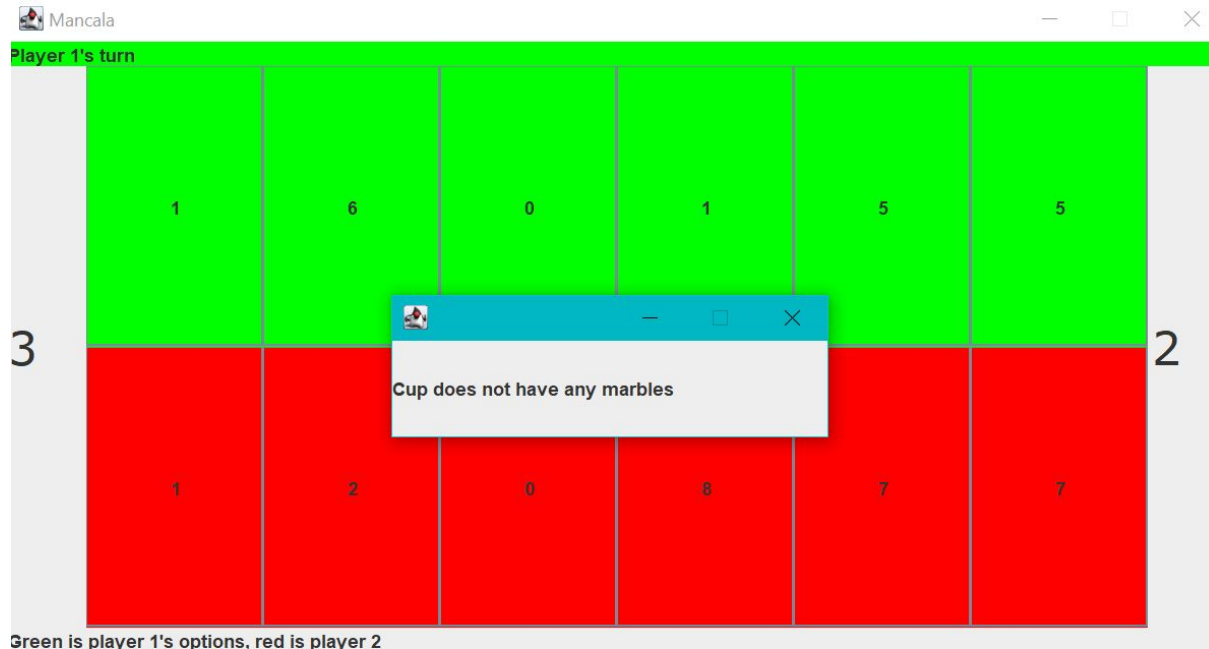 Mancala
Player 1's turn
1 6 0 1 5 5
3
2
Cup does not have any marbles
1 2 0 8 7 7
Green is player 1's options, red is player 2